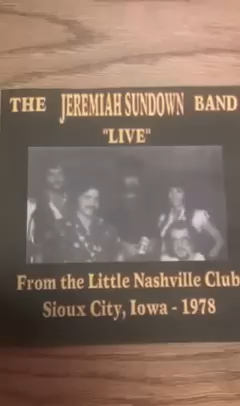 THE JEREMIAH SUNDOWN BAND
"LIVE"
From the Little Nashville Club
Sioux City, Iowa - 1978